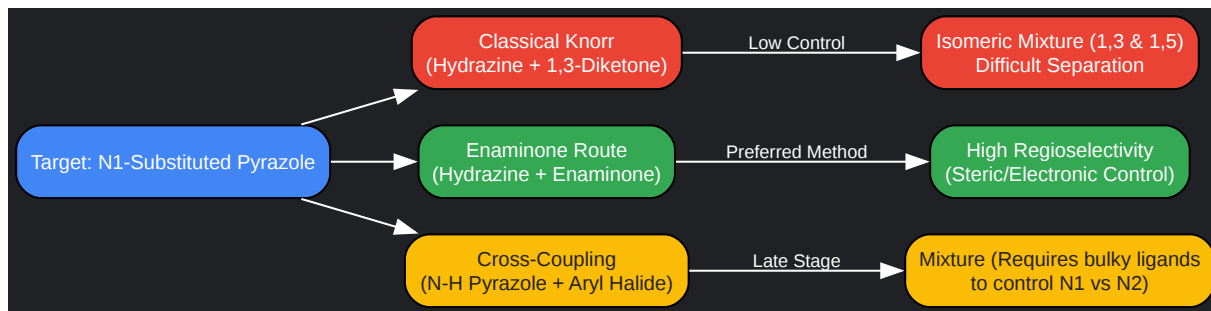 Classical Knorr
(Hydrazine + 1,3-Diketone)
Low Control
Isomeric Mixture (1,3 & 1,5)
Difficult Separation
Target: N1-Substituted Pyrazole
Enaminone Route
(Hydrazine + Enaminone)
Preferred Method
High Regioselectivity
(Steric/Electronic Control)
Cross-Coupling
(N-H Pyrazole + Aryl Halide)
Late Stage
Mixture (Requires bulky ligands
to control N1 vs N2)